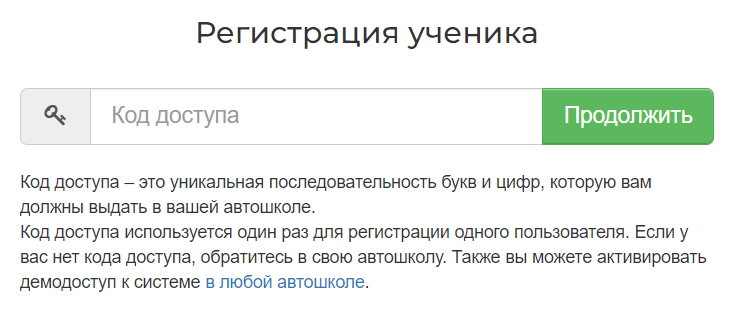 Регистрация ученика
Код доступа
Продолжить
Код доступа – это уникальная последовательность букв и цифр, которую вам
должны выдать в вашей автошколе.
Код доступа используется один раз для регистрации одного пользователя. Если у
вас нет кода доступа, обратитесь в свою автошколу. Также вы можете активировать
демодоступ к системе в любой автошколе.